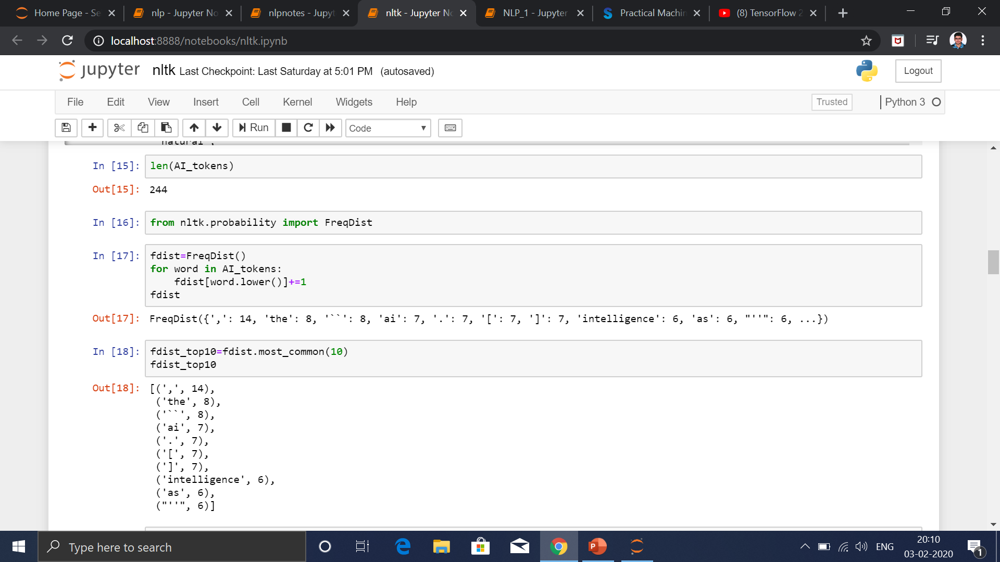 Home Page - Se
nlp - Jupyter No
nlpnotes - Jupyt
nltk - Jupyter No
NLP_1 - Jupyter
Practical Machin
(8) TensorFlow 2
localhost:8888/notebooks/nltk.ipynb
jupyter nltk Last Checkpoint: Last Saturday at 5:01 PM (autosaved)
Logout
File Edit View Insert Cell Kernel Widgets Help
Trusted
Python 3
Run
Code
'natural',
In [15]: len(AI_tokens)
Out[15]: 244
In [16]: from nltk.probability import FreqDist
In [17]: fdist=FreqDist()
for word in AI_tokens:
    fdist[word.lower()]+=1
fdist
Out[17]: FreqDist({',': 14, 'the': 8, '``': 8, 'ai': 7, '.': 7, '[': 7, ']': 7, 'intelligence': 6, 'as': 6, "''": 6, ...})
In [18]: fdist_top10=fdist.most_common(10)
fdist_top10
Out[18]: [(',', 14),
('the', 8),
('``', 8),
('ai', 7),
('.', 7),
('[', 7),
(']', 7),
('intelligence', 6),
('as', 6),
("''", 6)]
Type here to search
P
ENG
20:10
03-02-2020
1